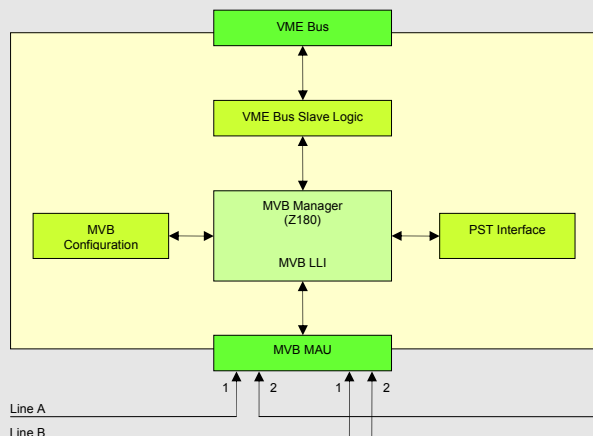 VME Bus
VME Bus Slave Logic
MVB Manager
(Z180)
MVB LLI
MVB
Configuration
PST Interface
MVB MAU
1
2
1
2
Line A
Line B